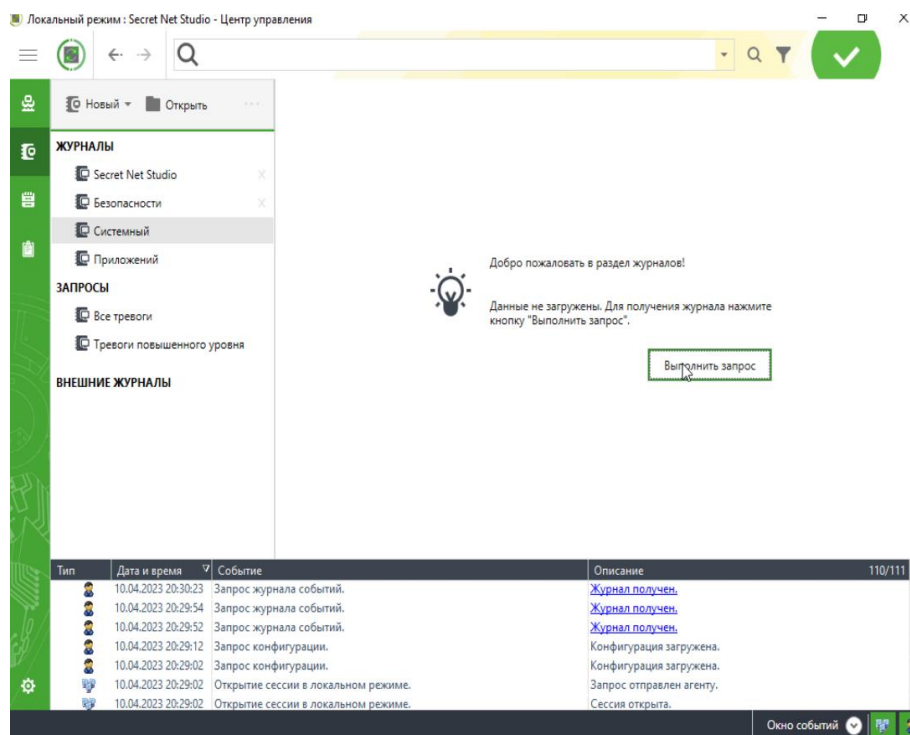 Локальный режим : Secret Net Studio - Центр управления
Новый Открыть
ЖУРНАЛЫ
Secret Net Studio
Безопасности
Системный
Приложений
ЗАПРОСЫ
Все тревоги
Тревоги повышенного уровня
ВНЕШНИЕ ЖУРНАЛЫ
Добро пожаловать в раздел журналов!
Данные не загружены. Для получения журнала нажмите
кнопку "Выполнить запрос".
Выполнить запрос
Тип Дата и время Событие Описание 110/111
10.04.2023 20:30:23 Запрос журнала событий. Журнал получен.
10.04.2023 20:29:54 Запрос журнала событий. Журнал получен.
10.04.2023 20:29:52 Запрос журнала событий. Журнал получен.
10.04.2023 20:29:12 Запрос конфигурации. Конфигурация загружена.
10.04.2023 20:29:02 Запрос конфигурации. Конфигурация загружена.
10.04.2023 20:29:02 Открытие сессии в локальном режиме. Запрос отправлен агенту.
10.04.2023 20:29:02 Открытие сессии в локальном режиме. Сессия открыта.
Окно событий